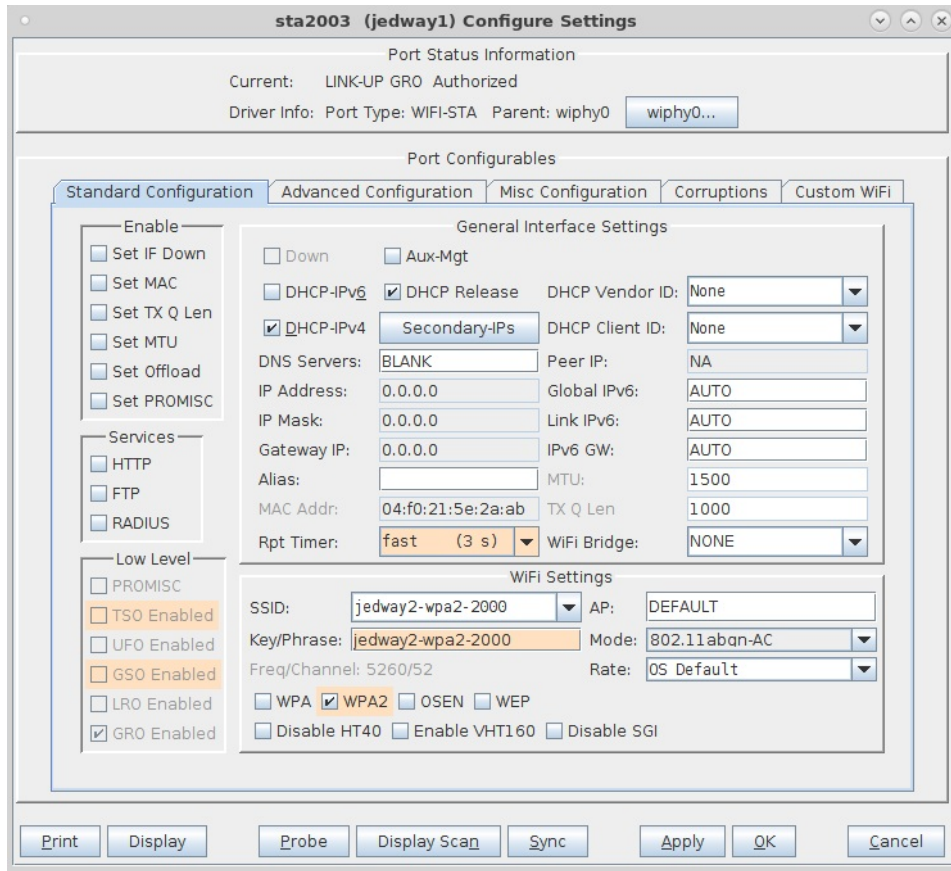 sta2003 (jedway1) Configure Settings
Port Status Information
Current: LINK-UP GRO Authorized
Driver Info: Port Type: WIFI-STA Parent: wiphy0 wiphy0...
Port Configurables
Standard Configuration Advanced Configuration Misc Configuration Corruptions Custom WiFi
Enable
Set IF Down
Set MAC
Set TX Q Len
Set MTU
Set Offload
Set PROMISC
Services
HTTP
FTP
RADIUS
Low Level
PROMISC
TSO Enabled
UFO Enabled
GSO Enabled
LRO Enabled
GRO Enabled
General Interface Settings
Down Aux-Mgt
DHCP-IPv6 DHCP Release DHCP Vendor ID: None
DHCP-IPv4 Secondary-IPs DHCP Client ID: None
DNS Servers: BLANK Peer IP: NA
IP Address: 0.0.0.0 Global IPv6: AUTO
IP Mask: 0.0.0.0 Link IPv6: AUTO
Gateway IP: 0.0.0.0 IPv6 GW: AUTO
Alias: MTU: 1500
MAC Addr: 04:f0:21:5e:2a:ab TX Q Len 1000
Rpt Timer: fast (3 s) WiFi Bridge: NONE
WiFi Settings
SSID: jedway2-wpa2-2000 AP: DEFAULT
Key/Phrase: jedway2-wpa2-2000 Mode: 802.11abgn-AC
Freq/Channel: 5260/52 Rate: OS Default
WPA WPA2 OSEN WEP
Disable HT40 Enable VHT160 Disable SGI
Print Display Probe Display Scan Sync Apply OK Cancel